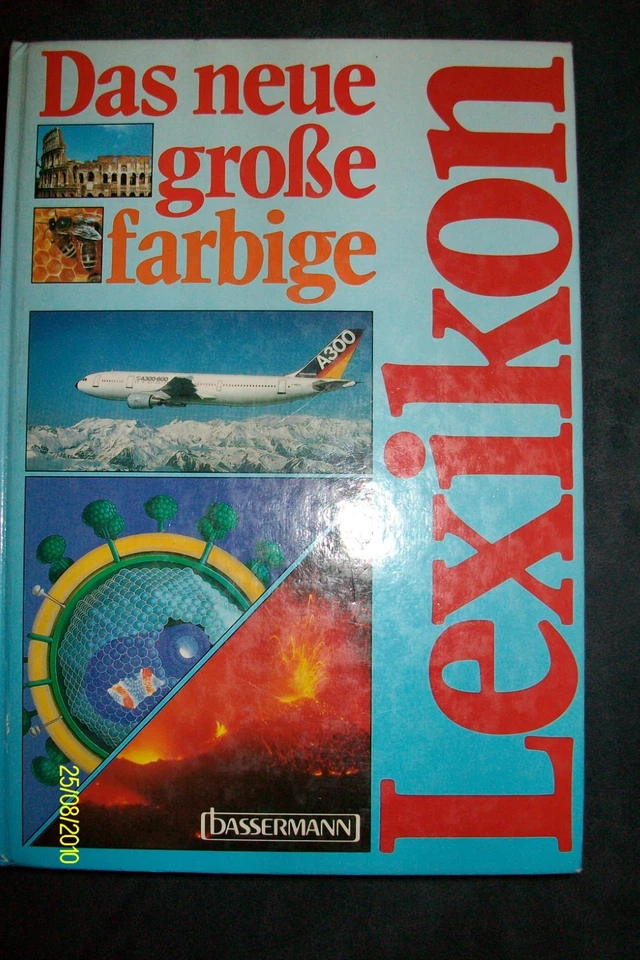 Das neue
große
farbige
Lexikon
A300
A300-600
bASSERMANN
25/08/2010